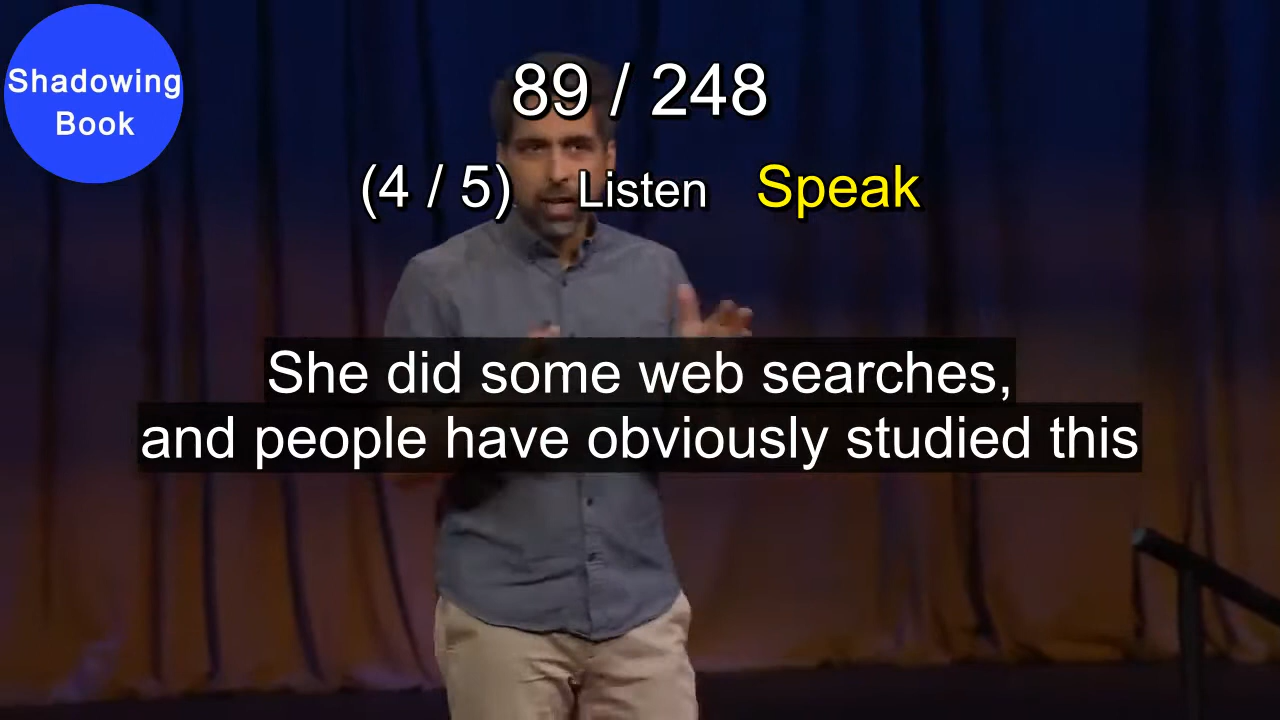 Shadowing
Book
89 / 248
(4 / 5) Listen Speak
She did some web searches,
and people have obviously studied this